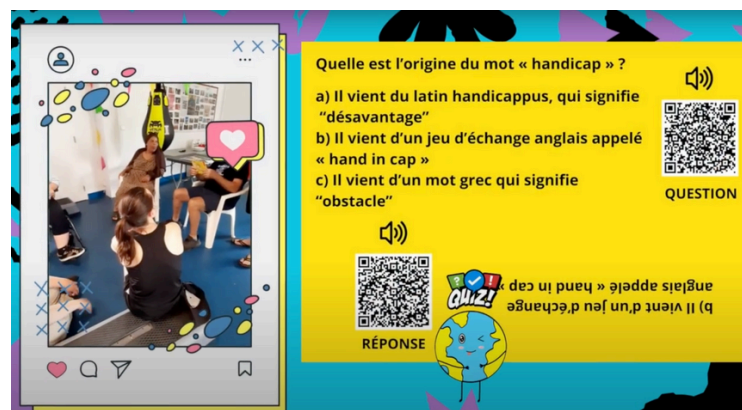 Quelle est l’origine du mot « handicap » ?
a) Il vient du latin handicappus, qui signifie
“désavantage”
b) Il vient d’un jeu d’échange anglais appelé
« hand in cap »
c) Il vient d’un mot grec qui signifie
“obstacle”
QUESTION
RÉPONSE
QUIZ!
b) Il vient d’un jeu d’échange
anglais appelé « hand in cap »